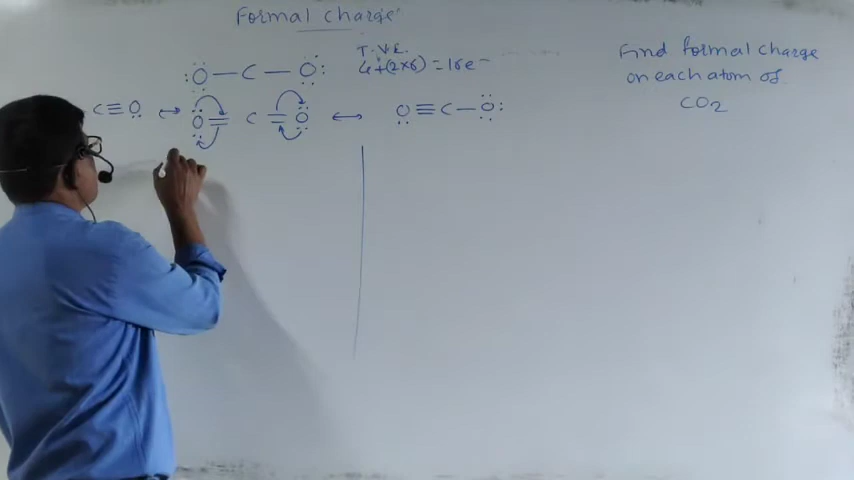 Formal charge
T.V.E.
4+(2×6) = 16e−
:O — C — O:
C≡O ↔ O = C = O ↔ O≡C—O:
Find formal charge
on each atom of
CO2